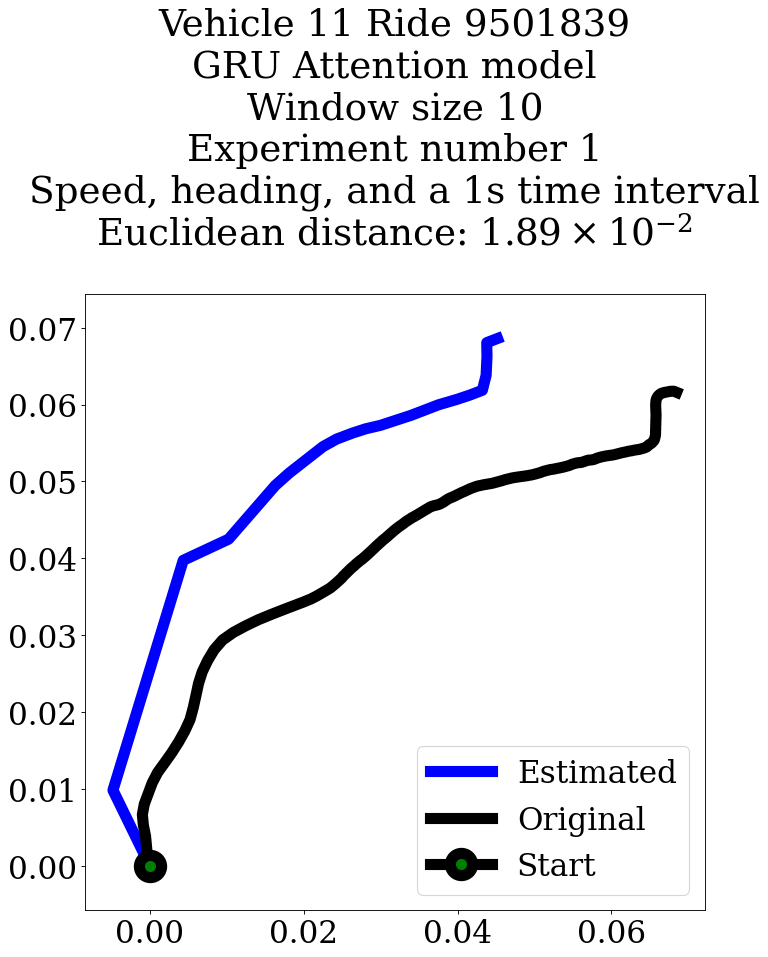 Vehicle 11 Ride 9501839
GRU Attention model
Window size 10
Experiment number 1
Speed, heading, and a 1s time interval
Euclidean distance: 1.89 × 10⁻²
0.07
0.06
0.05
0.04
0.03
0.02
0.01
0.00
Estimated
Original
Start
0.00 0.02 0.04 0.06